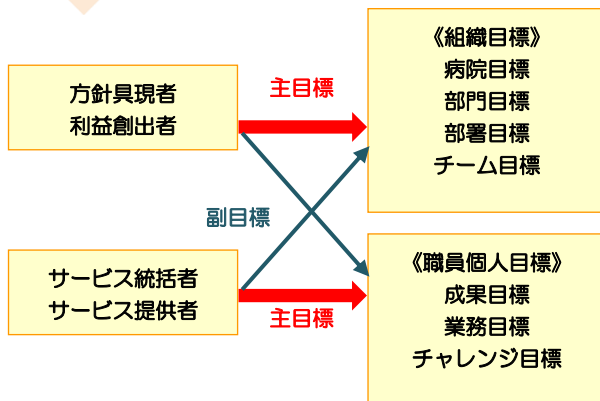 方針具現者
利益創出者
主目標
《組織目標》
病院目標
部門目標
部署目標
チーム目標
副目標
サービス統括者
サービス提供者
主目標
《職員個人目標》
成果目標
業務目標
チャレンジ目標